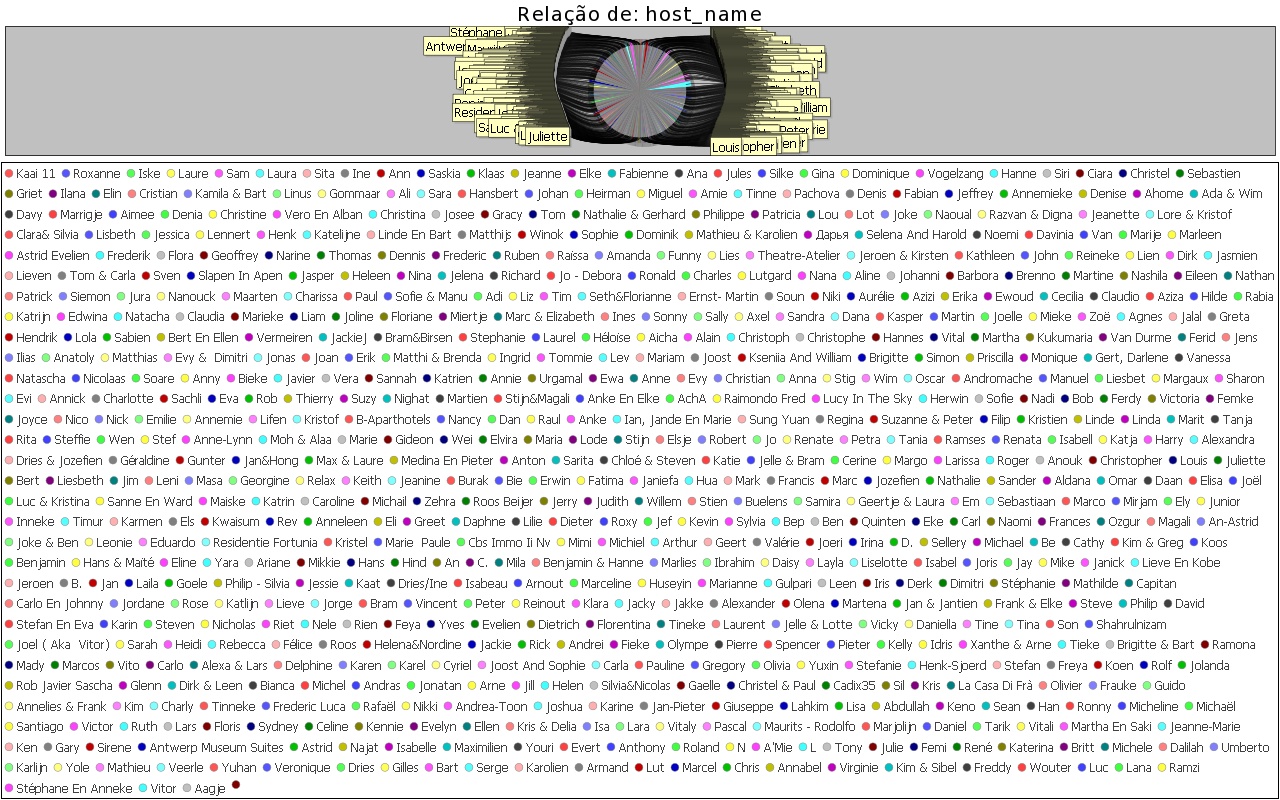 Relação de: host_name
Stéphane
Antwer
Residen
Luc
Juliette
Louis
opher
Peter
rie
illiam
eth
Kaai 11 Roxanne Iske Laure Sam Laura Sita Ine Ann Saskia Klaas Jeanne Elke Fabienne Ana Jules Silke Gina Dominique Vogelzang Hanne Siri Clara Christel Sebastien
Griet Ilana Elin Cristian Kamila & Bart Linus Gommaar Ali Sara Hansbert Johan Heirman Miguel Amie Tinne Pachova Denis Fabian Jeffrey Annemieke Denise Ahome Ada & Wim
Davy Marrigje Aimee Denia Christine Vero En Alban Christina Josee Gracy Tom Nathalie & Gerhard Philippe Patricia Lou Lot Joke Naoual Razvan & Digna Jeanette Lore & Kristof
Clara& Silvia Lisbeth Jessica Lennert Henk Katelijne Linde En Bart Matthijs Winok Sophie Dominik Mathieu & Karolien Дарья Selena And Harold Noemi Davinia Van Marije Marleen
Astrid Evelien Frederik Flora Geoffrey Narine Thomas Dennis Frederic Ruben Raïssa Amanda Funny Lies Theatre-Atelier Jeroen & Kirsten Kathleen John Reineke Lien Dirk Jasmien
Lieven Tom & Carla Sven Slapen In Apen Jasper Heleen Nina Jelena Richard Jo - Debora Ronald Charles Lutgard Nana Aline Johanni Barbora Brenno Martine Nashila Eileen Nathan
Patrick Siemon Jura Nanouck Maarten Charissa Paul Sofie & Manu Adi Liz Tim Seth&Florianne Ernst- Martin Soun Niki Aurélie Azizi Erika Ewoud Cecilia Claudio Aziza Hilde Rabia
Katrijn Edwina Natacha Claudia Marieke Liam Joline Floriane Miertje Marc & Elizabeth Ines Sonny Sally Axel Sandra Dana Kasper Martin Joelle Mieke Zoë Agnes Jalal Greta
Hendrik Lola Sabien Bert En Ellen Vermeiren JackieJ Bram&Birsen Stephanie Laurel Héloïse Aicha Alain Christoph Christophe Hannes Vital Martha Kukumaria Van Durme Ferid Jens
Ilias Anatoly Matthias Evy & Dimitri Jonas Joan Erik Matthi & Brenda Ingrid Tommie Lev Mariam Joost Kseniia And William Brigitte Simon Priscilla Monique Gert, Darlene Vanessa
Natascha Nicolaas Soare Anny Bieke Javier Vera Sannah Katrien Annie Urgamal Ewa Anne Evy Christian Anna Stig Wim Oscar Andromache Manuel Liesbet Margaux Sharon
Evi Annick Charlotte Sachli Eva Rob Thierry Suzy Nighat Martien Stijn&Magali Anke En Elke AchA Raimondo Fred Lucy In The Sky Herwin Sofie Nadi Bob Ferdy Victoria Femke
Joyce Nico Nick Emilie Annemie Lifen Kristof B-Aparthotels Nancy Dan Raul Anke Ian, Jande En Marie Sung Yuan Regina Suzanne & Peter Filip Kristien Linde Linda Marit Tanja
Rita Steffie Wen Stef Anne-Lynn Moh & Alaa Marie Gideon Wei Elvira Maria Lode Stijn Elsje Robert Jo Renate Petra Tania Ramses Renata Isabell Katja Harry Alexandra
Dries & Jozefien Géraldine Gunter Jan&Hong Max & Laure Medina En Pieter Anton Sarita Chloé & Steven Katie Jelle & Bram Cerine Margo Larissa Roger Anouk Christopher Louis Juliette
Bert Liesbeth Jim Leni Masa Georgine Relax Keith Jeanine Burak Bie Erwin Fatima Janiefa Hua Mark Francis Marc Jozefien Nathalie Sander Aldana Omar Daan Elisa Joël
Luc & Kristina Sanne En Ward Maiske Katrin Caroline Michail Zehra Roos Beijer Jerry Judith Willem Stien Buelens Samira Geertje & Laura Em Sebastiaan Marco Mirjam Ely Junior
Inneke Timur Karmen Els Kwaisum Rev Anneleen Eli Greet Daphne Lilie Dieter Roxy Jef Kevin Sylvia Bep Ben Quinten Eke Carl Naomi Frances Ozgur Magali An-Astrid
Joke & Ben Leonie Eduardo Residentie Fortunia Kristel Marie Paule Cbs Immo Ii Nv Mimi Michiel Arthur Geert Valérie Joeri Irina D. Sellery Michael Be Cathy Kim & Greg Koos
Benjamin Hans & Maïté Eline Yara Ariane Mikkie Hans Hind An C. Mila Benjamin & Hanne Marlies Ibrahim Daisy Layla Liselotte Isabel Joris Jay Mike Janick Lieve En Kobe
Jeroen B. Jan Laila Goele Philip - Silvia Jessie Kaat Dries/Ine Isabeau Arnout Marceline Huseyin Marianne Gulpari Leen Iris Derk Dimitri Stéphanie Mathilde Capitan
Carlo En Johnny Jordane Rose Katlijn Lieve Jorge Bram Vincent Peter Reinout Klara Jacky Jakke Alexander Olena Martena Jan & Jantien Frank & Elke Steve Philip David
Stefan En Eva Karin Steven Nicholas Riet Nele Rien Feya Yves Evelien Dietrich Florentina Tineke Laurent Jelle & Lotte Vicky Daniella Tine Tina Son Shahrulnizam
Joel ( Aka Vitor) Sarah Heidi Rebecca Félice Roos Helena&Nordine Jackie Rick Andrei Fieke Olympe Pierre Spencer Pieter Kelly Idris Xanthe & Arne Tieke Brigitte & Bart Ramona
Mady Marcos Vito Carlo Alexa & Lars Delphine Karen Karel Cyriel Joost And Sophie Carla Pauline Gregory Olivia Yuxin Stefanie Henk-Sjoerd Stefan Freya Koen Rolf Jolanda
Rob Javier Sascha Glenn Dirk & Leen Bianca Michel Andras Jonatan Arne Jill Helen Silvia&Nicolas Gaelle Christel & Paul Cadix35 Sil Kris La Casa Di Frà Olivier Frauke Guido
Annelies & Frank Kim Charly Tinneke Frederic Luca Rafaël Nikki Andrea-Toon Joshua Karine Jan-Pieter Giuseppe Lahkim Lisa Abdullah Keno Sean Han Ronny Micheline Michaël
Santiago Victor Ruth Lars Floris Sydney Celine Kennie Evelyn Ellen Kris & Delia Isa Lara Vitaly Pascal Maurits - Rodolfo Marjolijn Daniel Tarik Vitali Martha En Saki Jeanne-Marie
Ken Gary Sirene Antwerp Museum Suites Astrid Najat Isabelle Maximilien Youri Evert Anthony Roland N A'Mie L Tony Julie Femi René Katerina Britt Michele Dalilah Umberto
Karlijn Yole Mathieu Veerle Yuhan Veronique Dries Gilles Bart Serge Karolien Armand Lut Marcel Chris Annabel Virginie Kim & Sibel Freddy Wouter Luc Lana Ramzi
Stéphane En Anneke Vitor Aagje